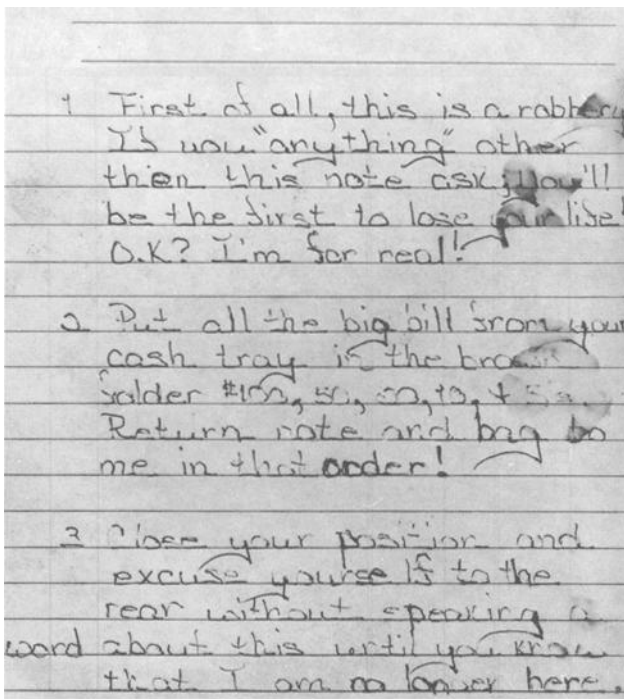 1 First of all, this is a robbery
If you "anything" other
then this note ask, you'll
be the first to lose your life!
O.K? I'm for real!
2 Put all the big bill from your
cash tray in the brown
folder $100, 50, 20, 10, + 5s.
Return note and bag to
me in that order!
3 Close your position and
excuse yourself to the
rear without speaking a
word about this until you know
that I am no longer here.